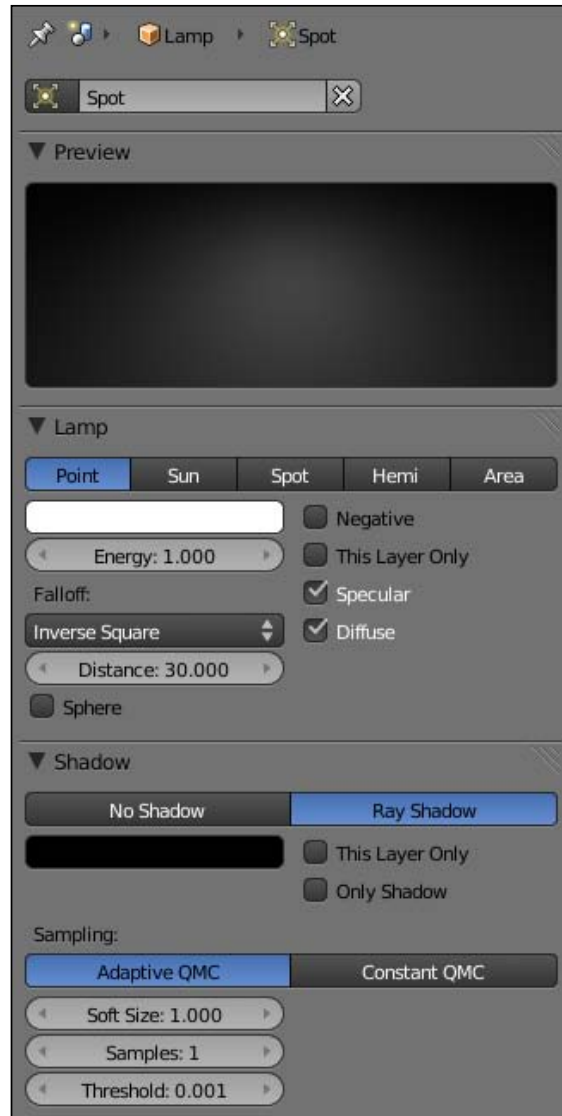 Lamp Spot
Spot
Preview
Lamp
Point Sun Spot Hemi Area
Negative
Energy: 1.000 This Layer Only
Falloff: Specular
Inverse Square Diffuse
Distance: 30.000
Sphere
Shadow
No Shadow Ray Shadow
This Layer Only
Only Shadow
Sampling:
Adaptive QMC Constant QMC
Soft Size: 1.000
Samples: 1
Threshold: 0.001